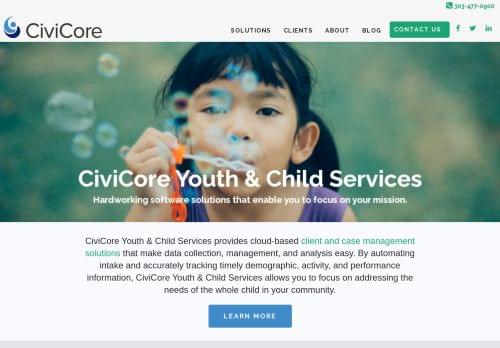 303-477-0900
CiviCore
SOLUTIONS CLIENTS ABOUT BLOG CONTACT US
CiviCore Youth & Child Services
Hardworking software solutions that enable you to focus on your mission.
CiviCore Youth & Child Services provides cloud-based client and case management
solutions that make data collection, management, and analysis easy. By automating
intake and accurately tracking timely demographic, activity, and performance
information, CiviCore Youth & Child Services allows you to focus on addressing the
needs of the whole child in your community.
LEARN MORE